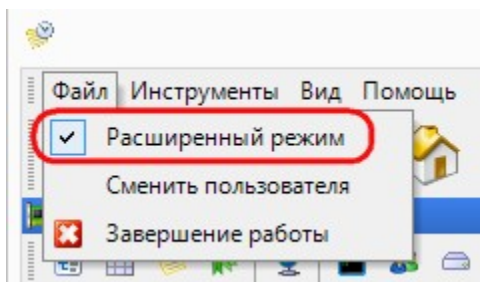 Файл Инструменты Вид Помощь
Расширенный режим
Сменить пользователя
Завершение работы